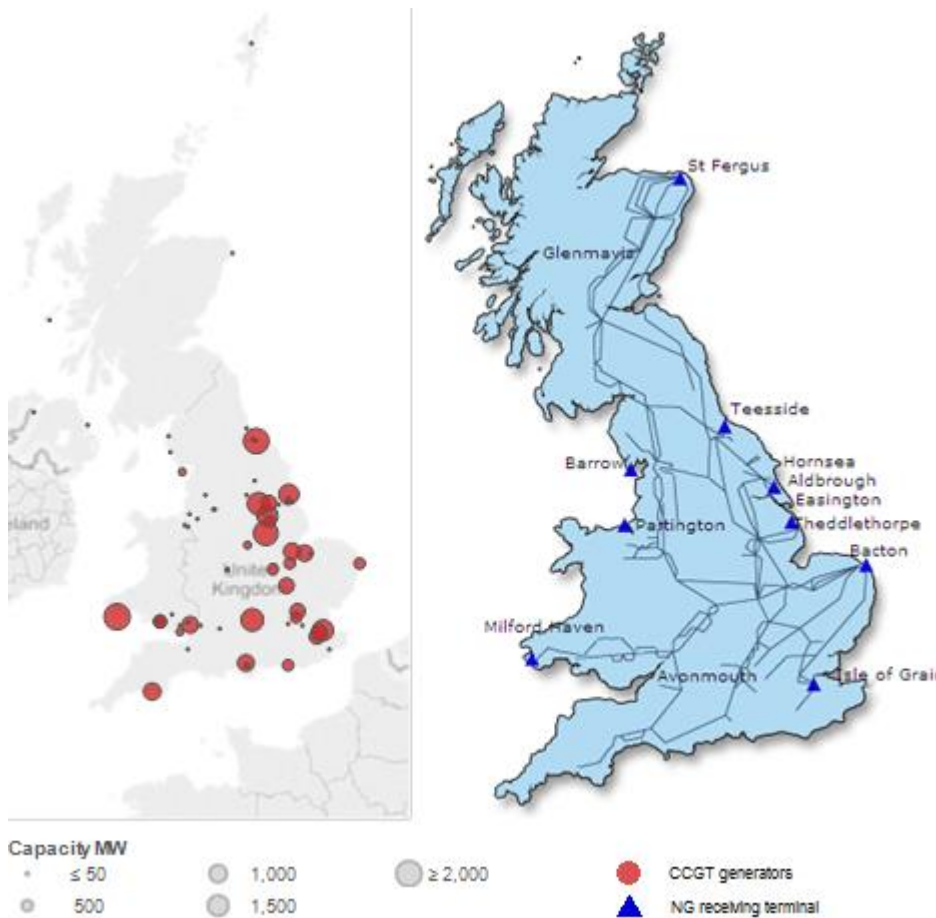 St Fergus
Glenmavis
Teesside
Hornsea
Barrow
Aldbrough
Easington
Partington
Theddlethorpe
Bacton
eland
United
Kingdom
Milford Haven
Avonmouth
Isle of Grain
Capacity MW
≤ 50
1,000
≥ 2,000
CCGT generators
500
1,500
NG receiving terminal